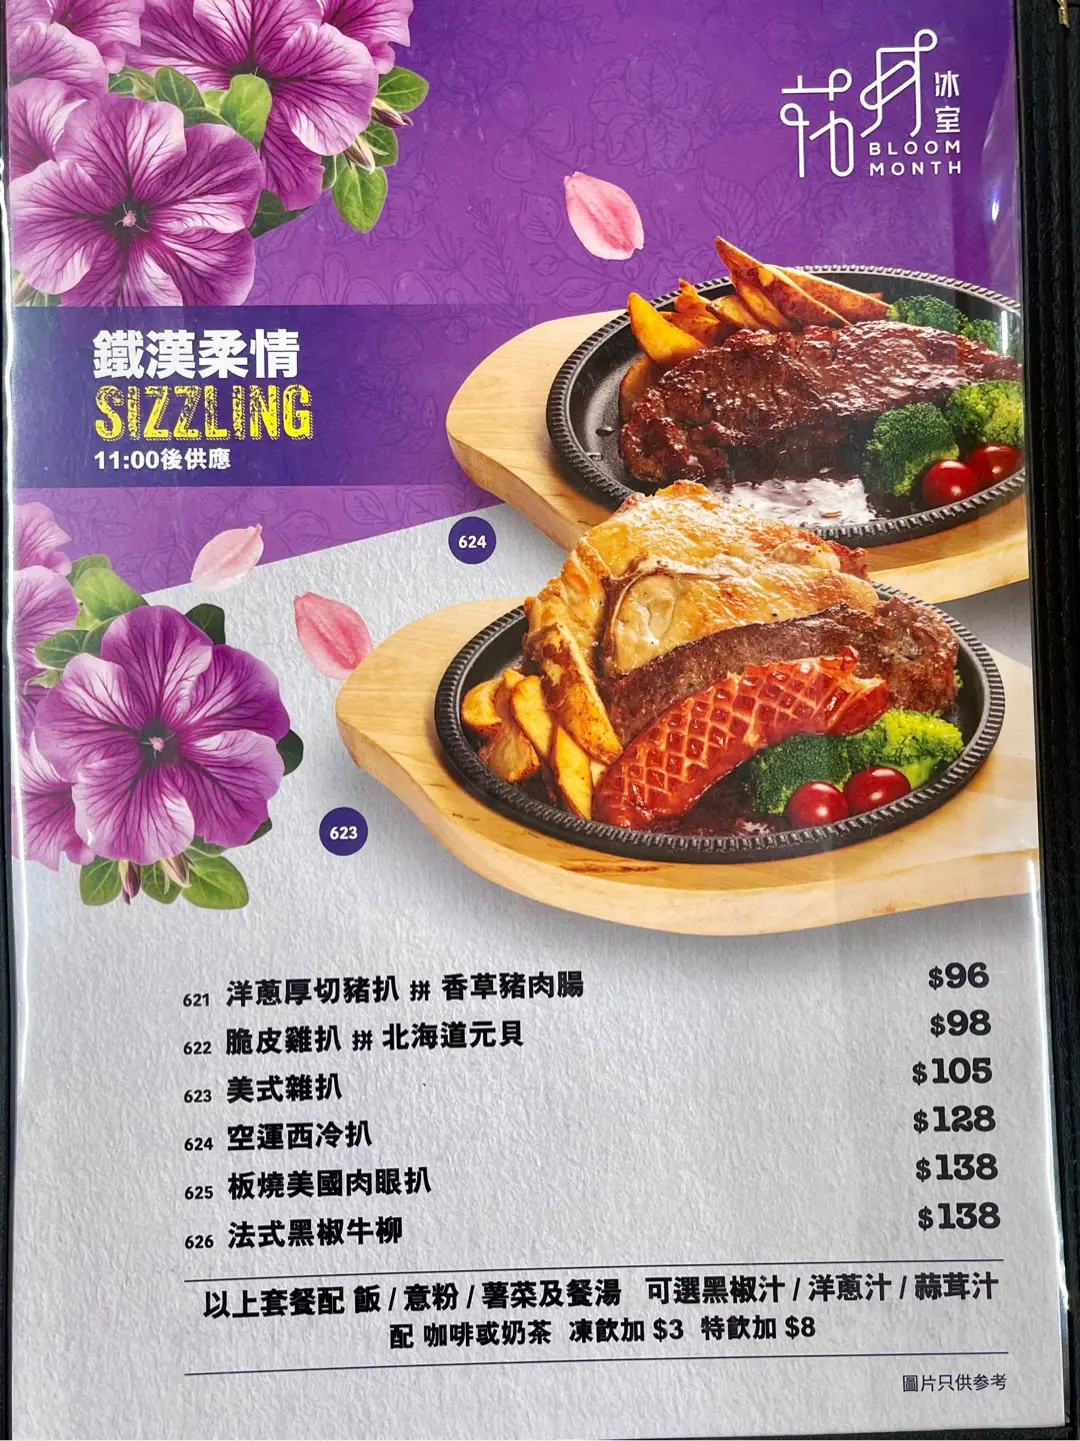 花月冰室
BLOOM
MONTH
鐵漢柔情
SIZZLING
11:00後供應
624
623
621 洋蔥厚切豬扒 拼 香草豬肉腸 $96
622 脆皮雞扒 拼 北海道元貝 $98
623 美式雜扒 $105
624 空運西冷扒 $128
625 板燒美國肉眼扒 $138
626 法式黑椒牛柳 $138
以上套餐配 飯 / 意粉 / 薯菜及餐湯 可選黑椒汁 / 洋蔥汁 / 蒜茸汁
配 咖啡或奶茶 凍飲加 $3 特飲加 $8
圖片只供參考